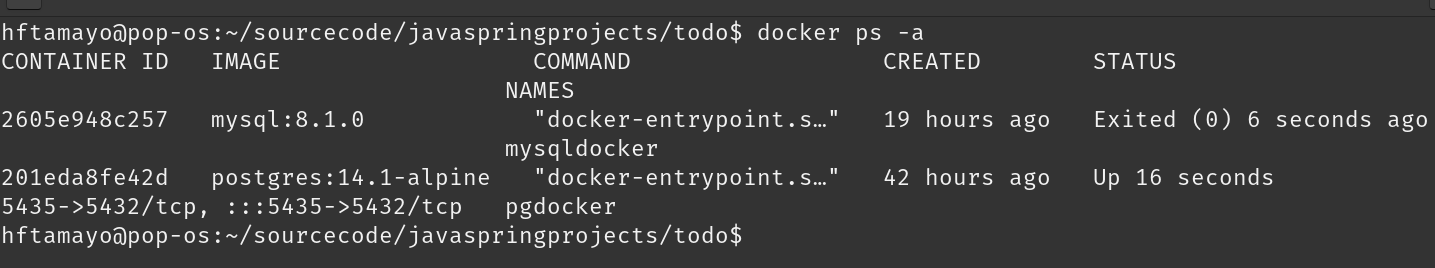 hftamayo@pop-os:~/sourcecode/javaspringprojects/todo$ docker ps -a
CONTAINER ID   IMAGE                  COMMAND                  CREATED        STATUS
                                    NAMES
2605e948c257   mysql:8.1.0            "docker-entrypoint.s…"   19 hours ago   Exited (0) 6 seconds ago
                                    mysqldocker
201eda8fe42d   postgres:14.1-alpine   "docker-entrypoint.s…"   42 hours ago   Up 16 seconds
5435->5432/tcp, :::5435->5432/tcp   pgdocker
hftamayo@pop-os:~/sourcecode/javaspringprojects/todo$